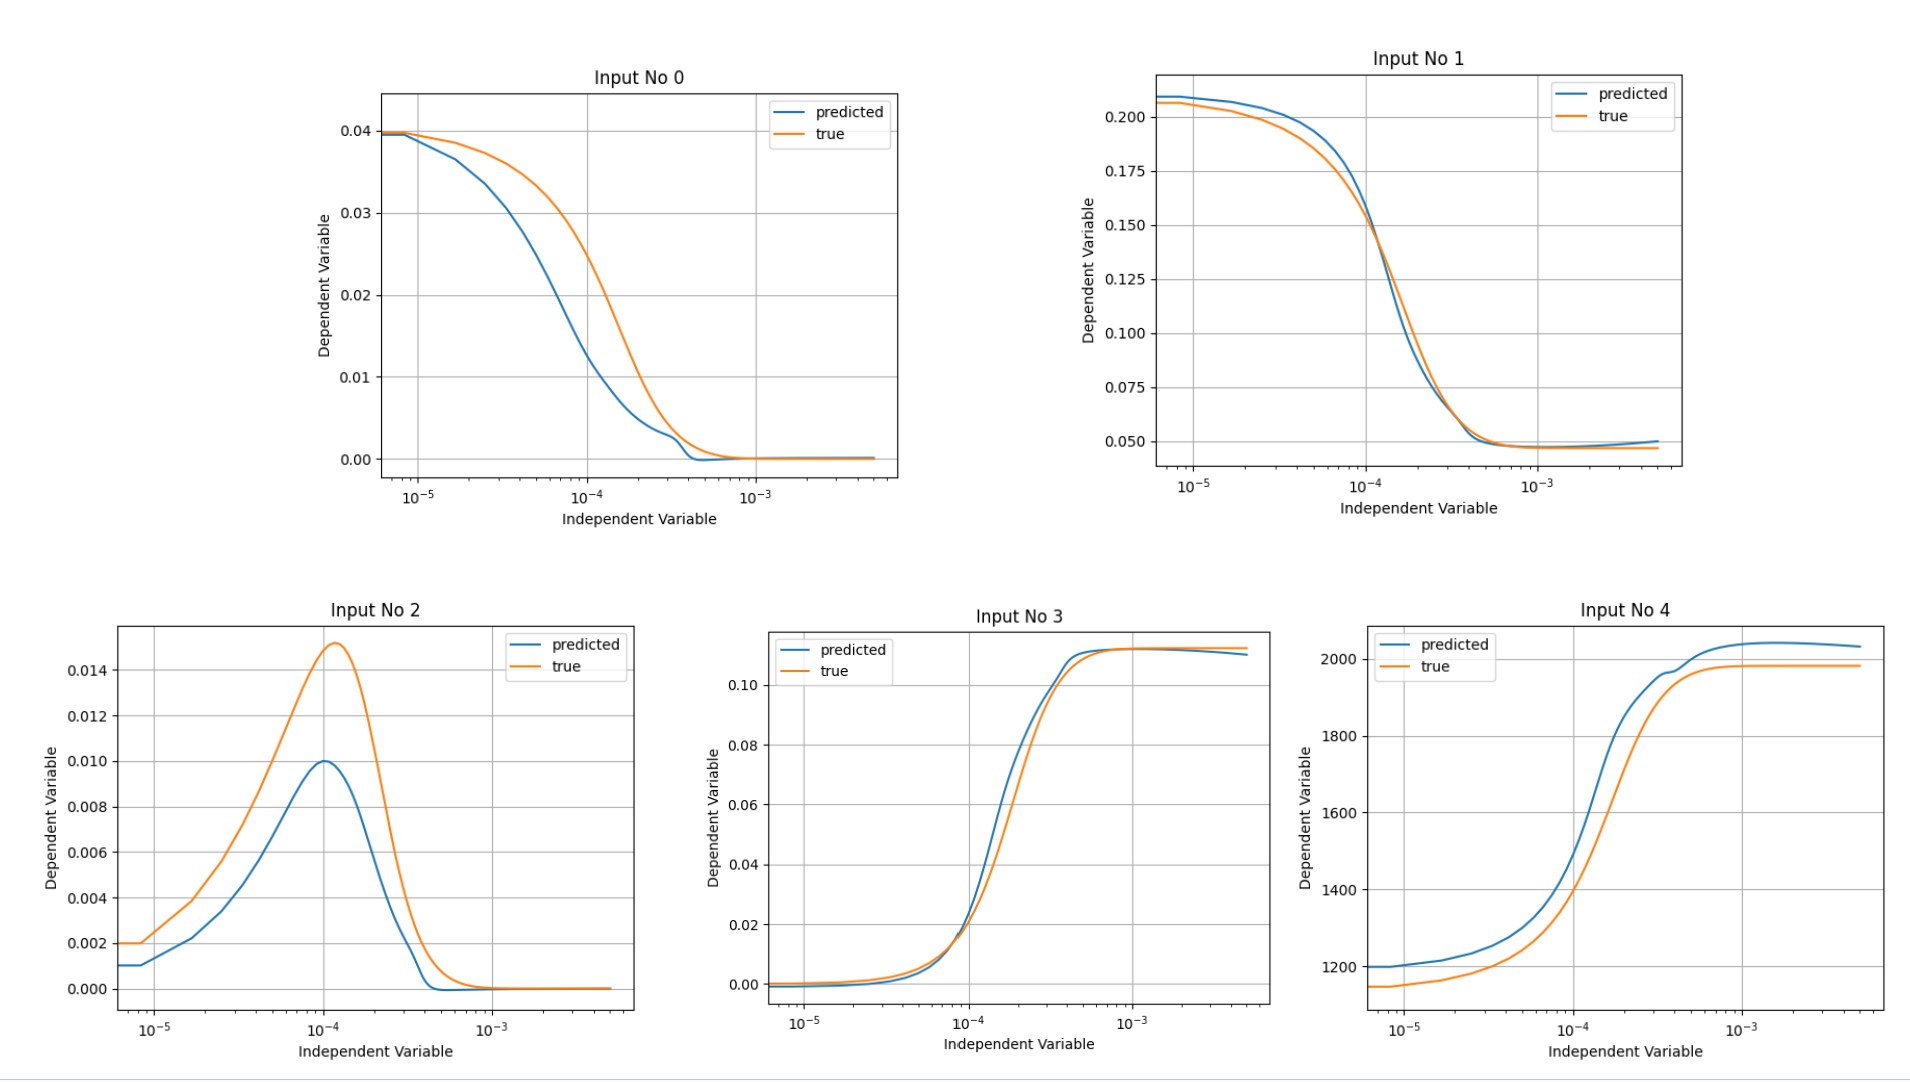 Input No 0
predicted
true
0.04
0.03
0.02
0.01
0.00
Dependent Variable
10⁻⁵ 10⁻⁴ 10⁻³
Independent Variable
Input No 1
predicted
true
0.200
0.175
0.150
0.125
0.100
0.075
0.050
Dependent Variable
10⁻⁵ 10⁻⁴ 10⁻³
Independent Variable
Input No 2
predicted
true
0.014
0.012
0.010
0.008
0.006
0.004
0.002
0.000
Dependent Variable
10⁻⁵ 10⁻⁴ 10⁻³
Independent Variable
Input No 3
predicted
true
0.10
0.08
0.06
0.04
0.02
0.00
Dependent Variable
10⁻⁵ 10⁻⁴ 10⁻³
Independent Variable
Input No 4
predicted
true
2000
1800
1600
1400
1200
Dependent Variable
10⁻⁵ 10⁻⁴ 10⁻³
Independent Variable